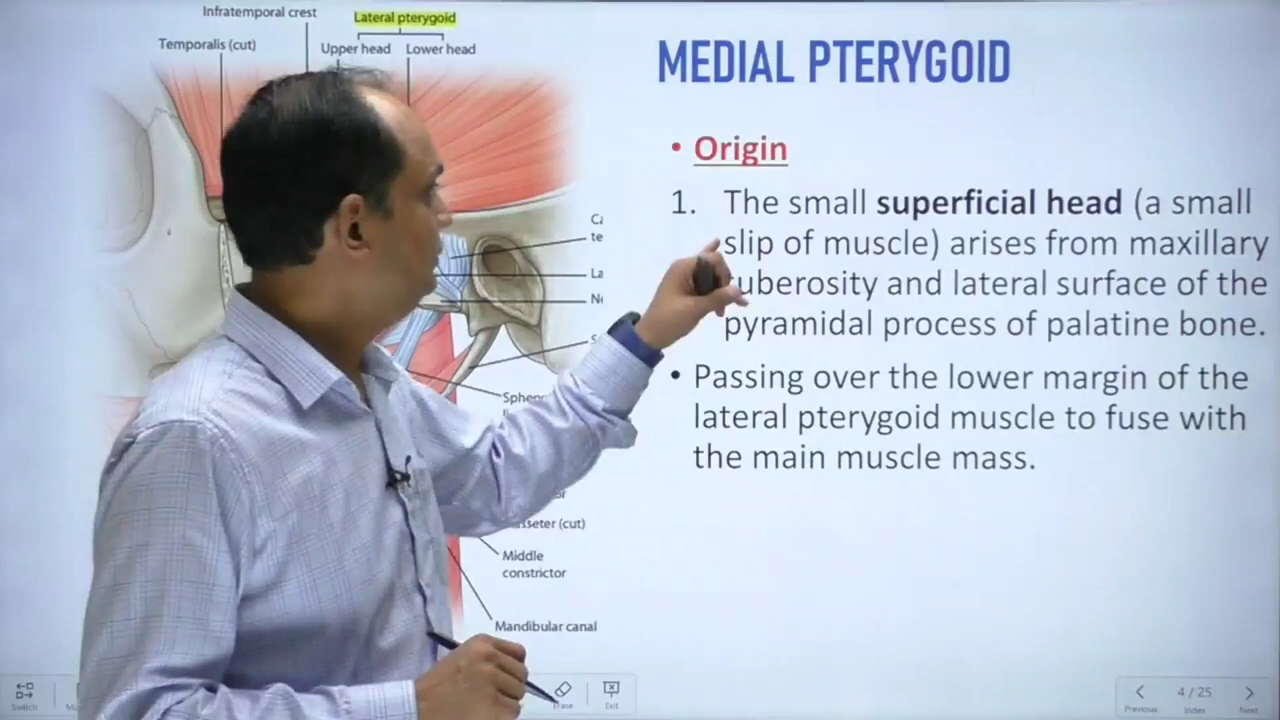 Infratemporal crest
Lateral pterygoid
Temporalis (cut)
Upper head
Lower head
MEDIAL PTERYGOID
• Origin
1. The small superficial head (a small
slip of muscle) arises from maxillary
tuberosity and lateral surface of the
pyramidal process of palatine bone.
• Passing over the lower margin of the
lateral pterygoid muscle to fuse with
the main muscle mass.
Middle
constrictor
Mandibular canal
Switch
Erase
Exit
Previous
4 / 25
Index
Next